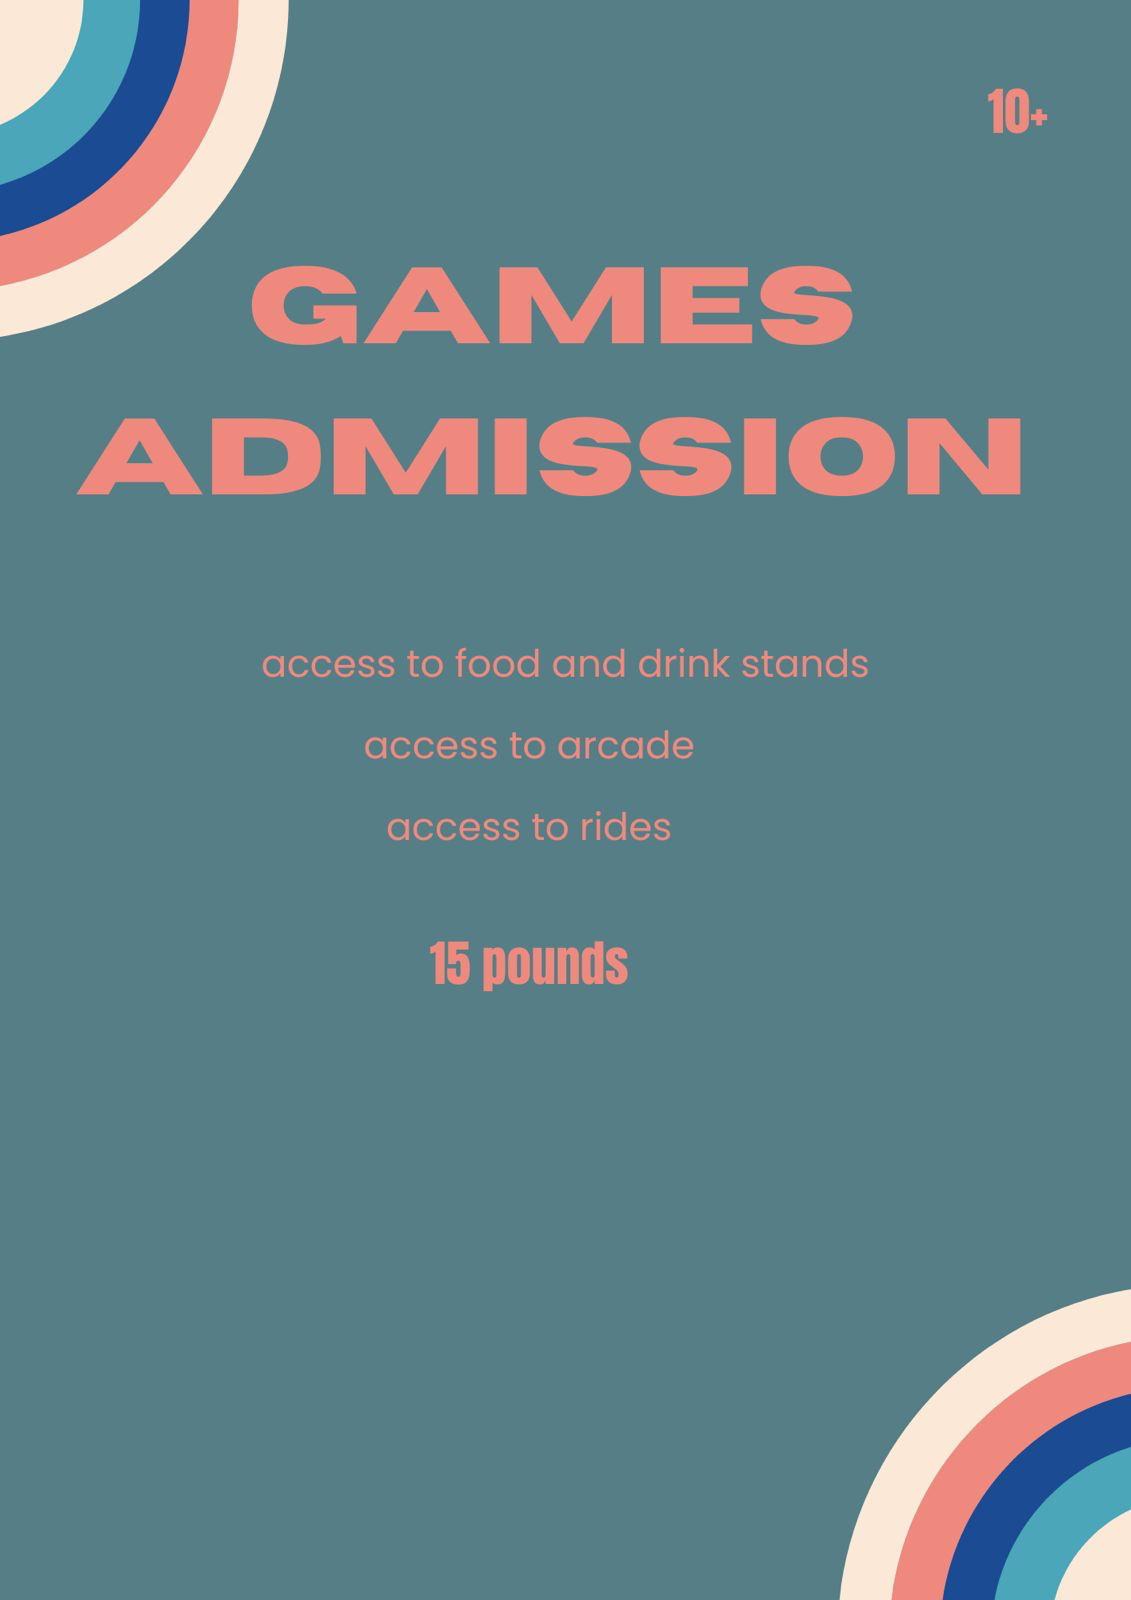 10+
GAMES
ADMISSION
access to food and drink stands
access to arcade
access to rides
15 pounds